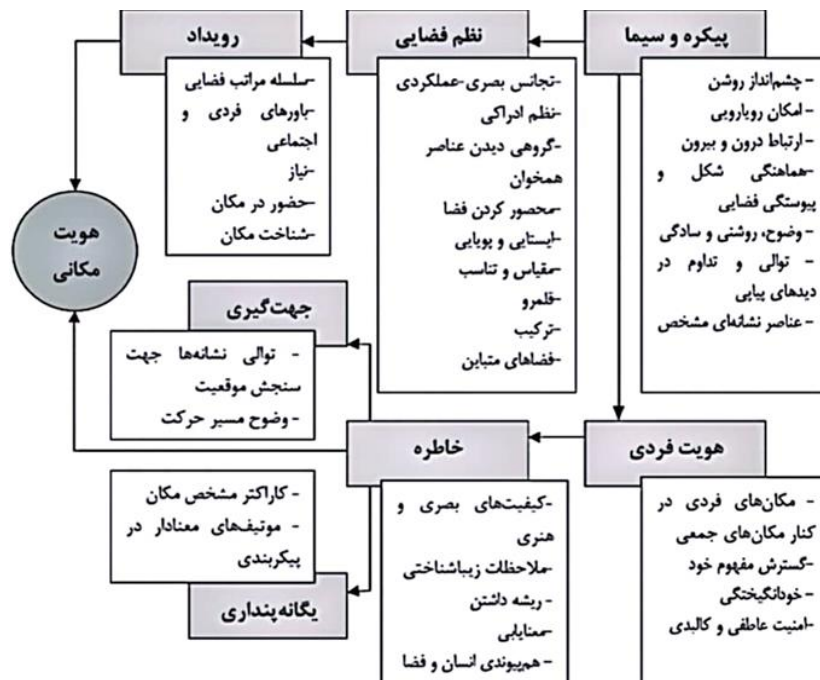 پیکره و سیما
-چشم‌انداز روشن
-امکان رویارویی
-ارتباط درون و بیرون
-هماهنگی شکل و
پیوستگی فضایی
-وضوح، روشنی و سادگی
- توالی و تداوم در
دیدهای پیاپی
-عناصر نشانه‌ای مشخص
نظم فضایی
-تجانس بصری-عملکردی
-نظم ادراکی
-گروهی دیدن عناصر
همخوان
-محصور کردن فضا
-ایستایی و پویایی
-مقیاس و تناسب
-قلمرو
-ترکیب
-فضاهای متباین
رویداد
-سلسله مراتب فضایی
-باورهای فردی و
اجتماعی
-نیاز
-حضور در مکان
-شناخت مکان
هویت
مکانی
جهت‌گیری
- توالی نشانه‌ها جهت
سنجش موقعیت
- وضوح مسیر حرکت
هویت فردی
- مکان‌های فردی در
کنار مکان‌های جمعی
-گسترش مفهوم خود
-خودانگیختگی
-امنیت عاطفی و کالبدی
خاطره
-کیفیت‌های بصری و
هنری
-ملاحظات زیباشناختی
- ریشه داشتن
-معنایابی
- هم‌پیوندی انسان و فضا
- کاراکتر مشخص مکان
- موتیف‌های معنادار در
پیکربندی
یگانه‌پنداری